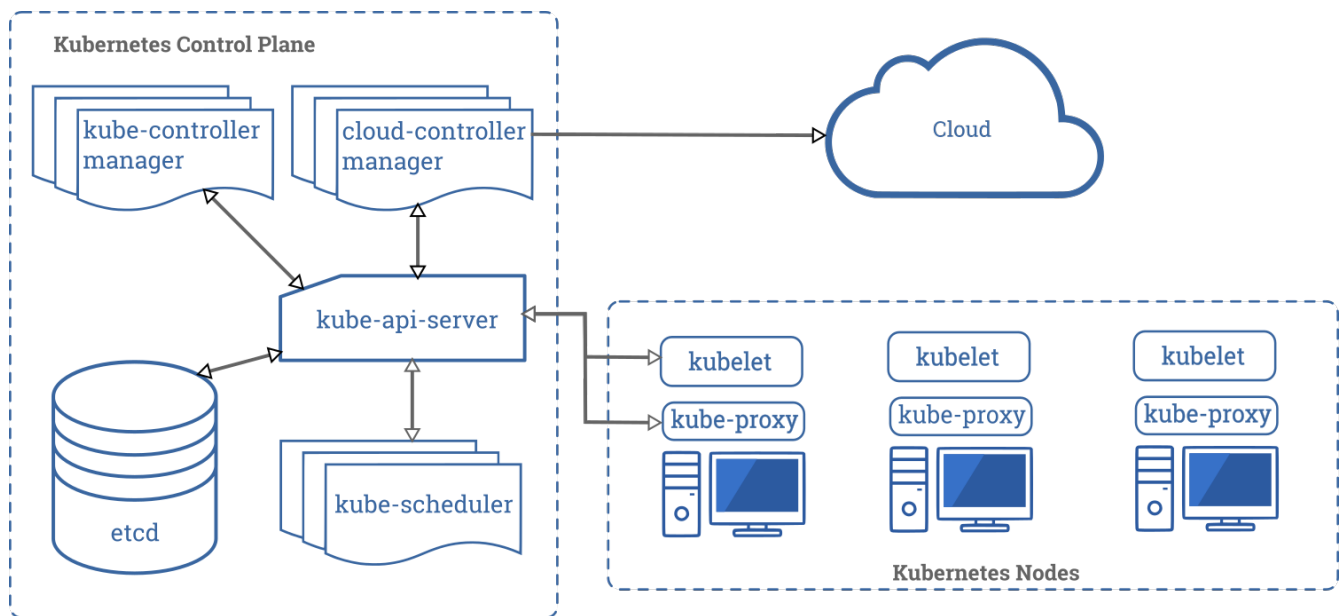 Kubernetes Control Plane
kube-controller
manager
cloud-controller
manager
Cloud
kube-api-server
kubelet
kubelet
kubelet
kube-proxy
kube-proxy
kube-proxy
etcd
kube-scheduler
Kubernetes Nodes